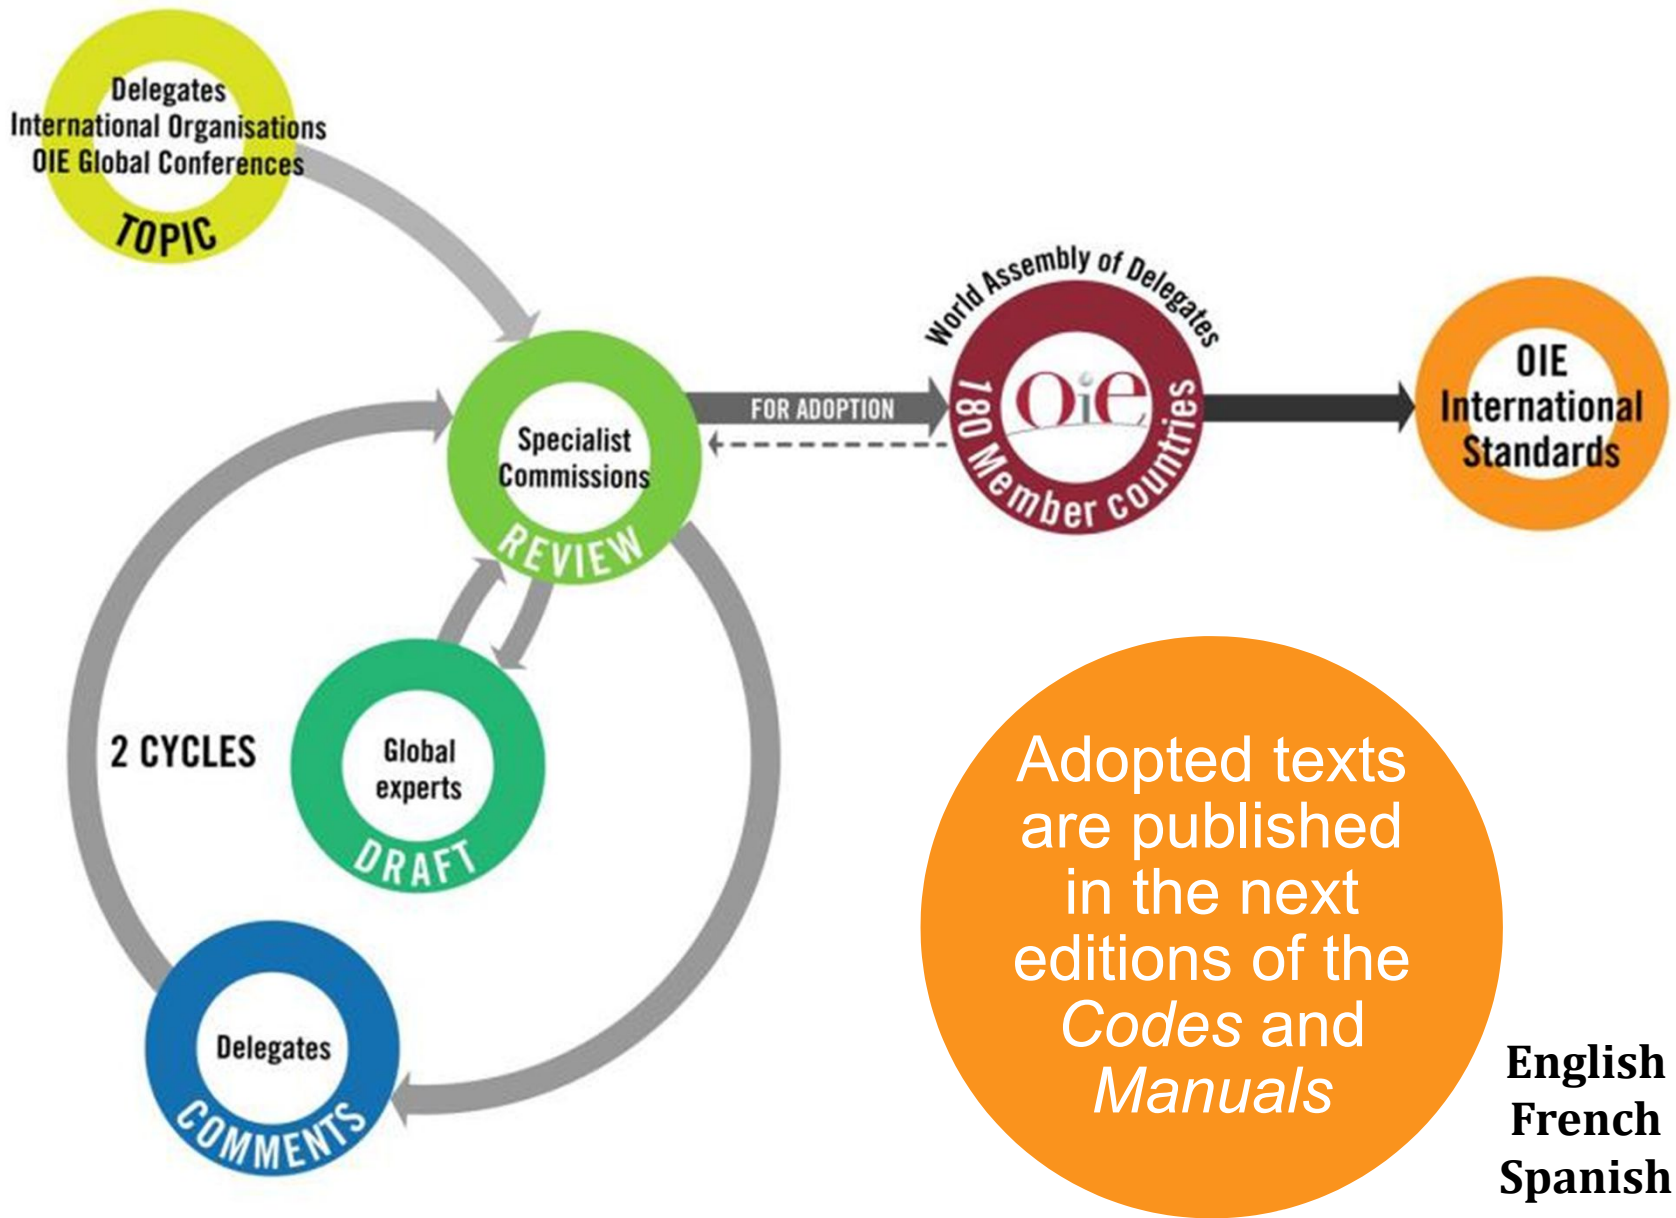 Delegates
International Organisations
OIE Global Conferences
TOPIC
World Assembly of Delegates
OiE
180 Member countries
FOR ADOPTION
OIE
International
Standards
Specialist
Commissions
REVIEW
2 CYCLES
Global
experts
DRAFT
Delegates
COMMENTS
Adopted texts
are published
in the next
editions of the
Codes and
Manuals
English
French
Spanish